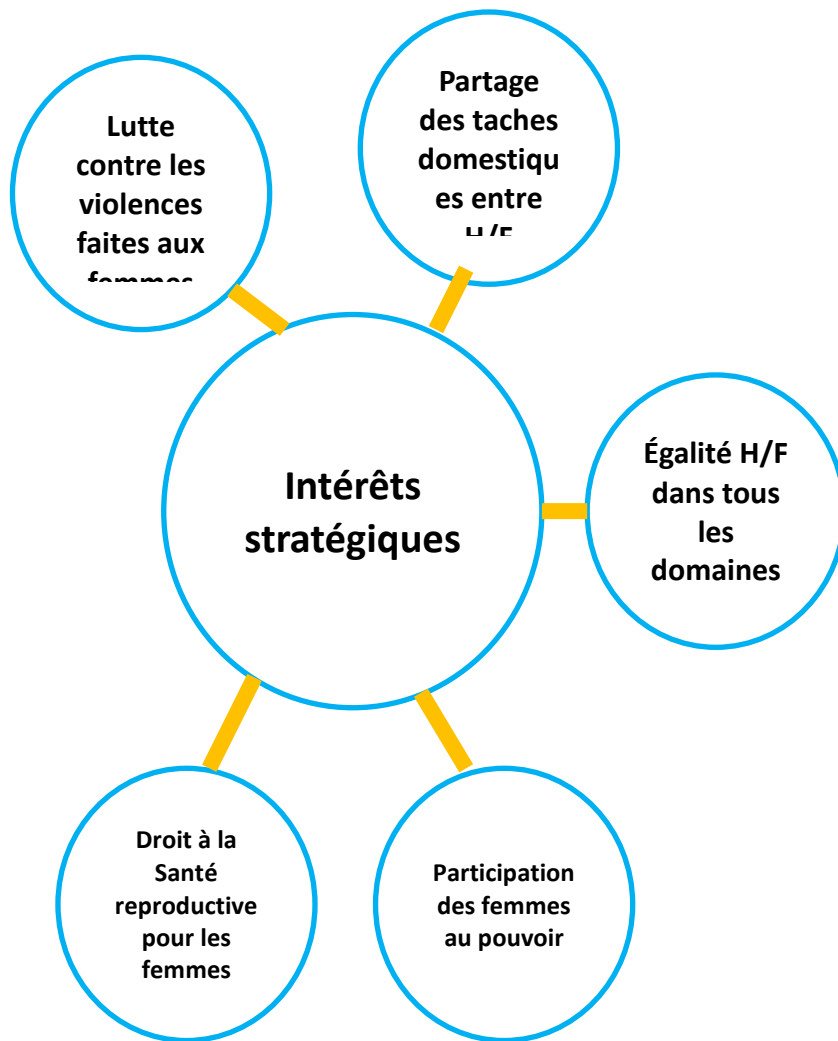 Partage
des taches
domestiqu
es entre
H/F
Lutte
contre les
violences
faites aux
femmes
Égalité H/F
dans tous
les
domaines
Intérêts
stratégiques
Droit à la
Santé
reproductive
pour les
femmes
Participation
des femmes
au pouvoir